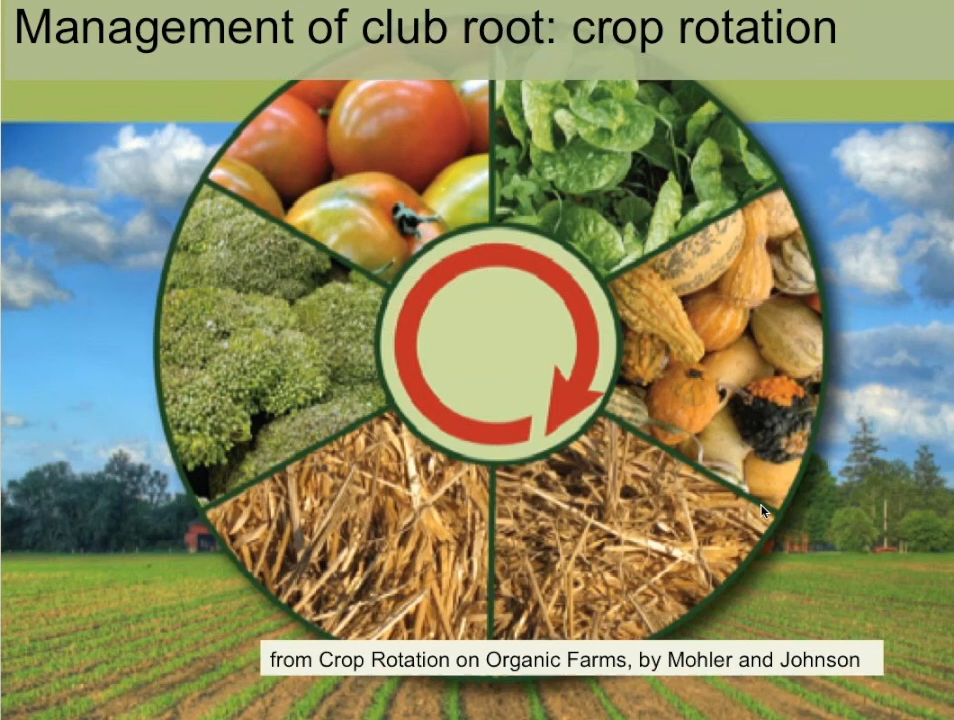 Management of club root: crop rotation
from Crop Rotation on Organic Farms, by Mohler and Johnson